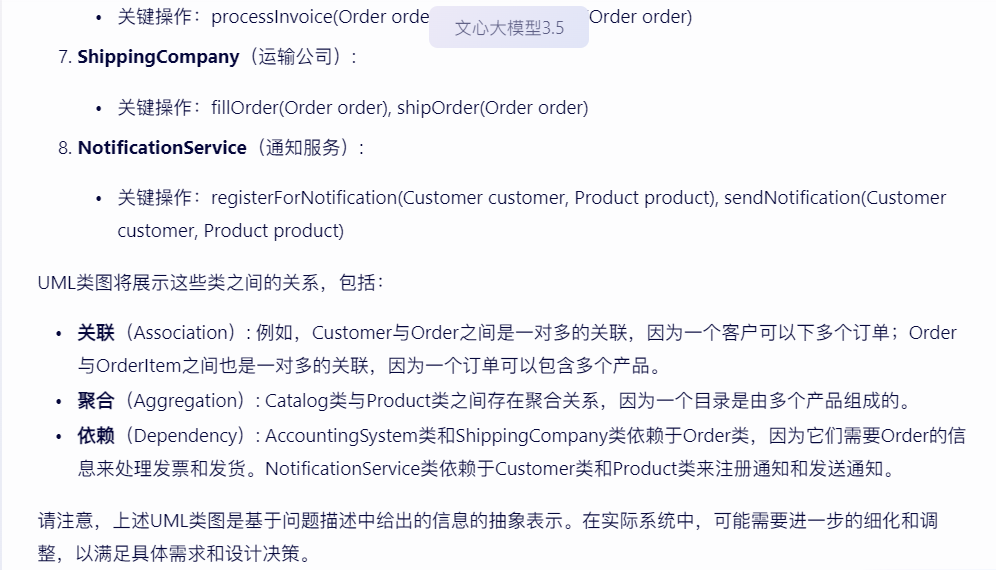 • 关键操作：processInvoice(Order orde
文心大模型3.5
Order order)
7. ShippingCompany（运输公司）：
• 关键操作：fillOrder(Order order), shipOrder(Order order)
8. NotificationService（通知服务）：
• 关键操作：registerForNotification(Customer customer, Product product), sendNotification(Customer
customer, Product product)
UML类图将展示这些类之间的关系，包括：
• 关联（Association）：例如，Customer与Order之间是一对多的关联，因为一个客户可以下多个订单；Order
与OrderItem之间也是一对多的关联，因为一个订单可以包含多个产品。
• 聚合（Aggregation）：Catalog类与Product类之间存在聚合关系，因为一个目录是由多个产品组成的。
• 依赖（Dependency）：AccountingSystem类和ShippingCompany类依赖于Order类，因为它们需要Order的信
息来处理发票和发货。NotificationService类依赖于Customer类和Product类来注册通知和发送通知。
请注意，上述UML类图是基于问题描述中给出的信息的抽象表示。在实际系统中，可能需要进一步的细化和调
整，以满足具体需求和设计决策。